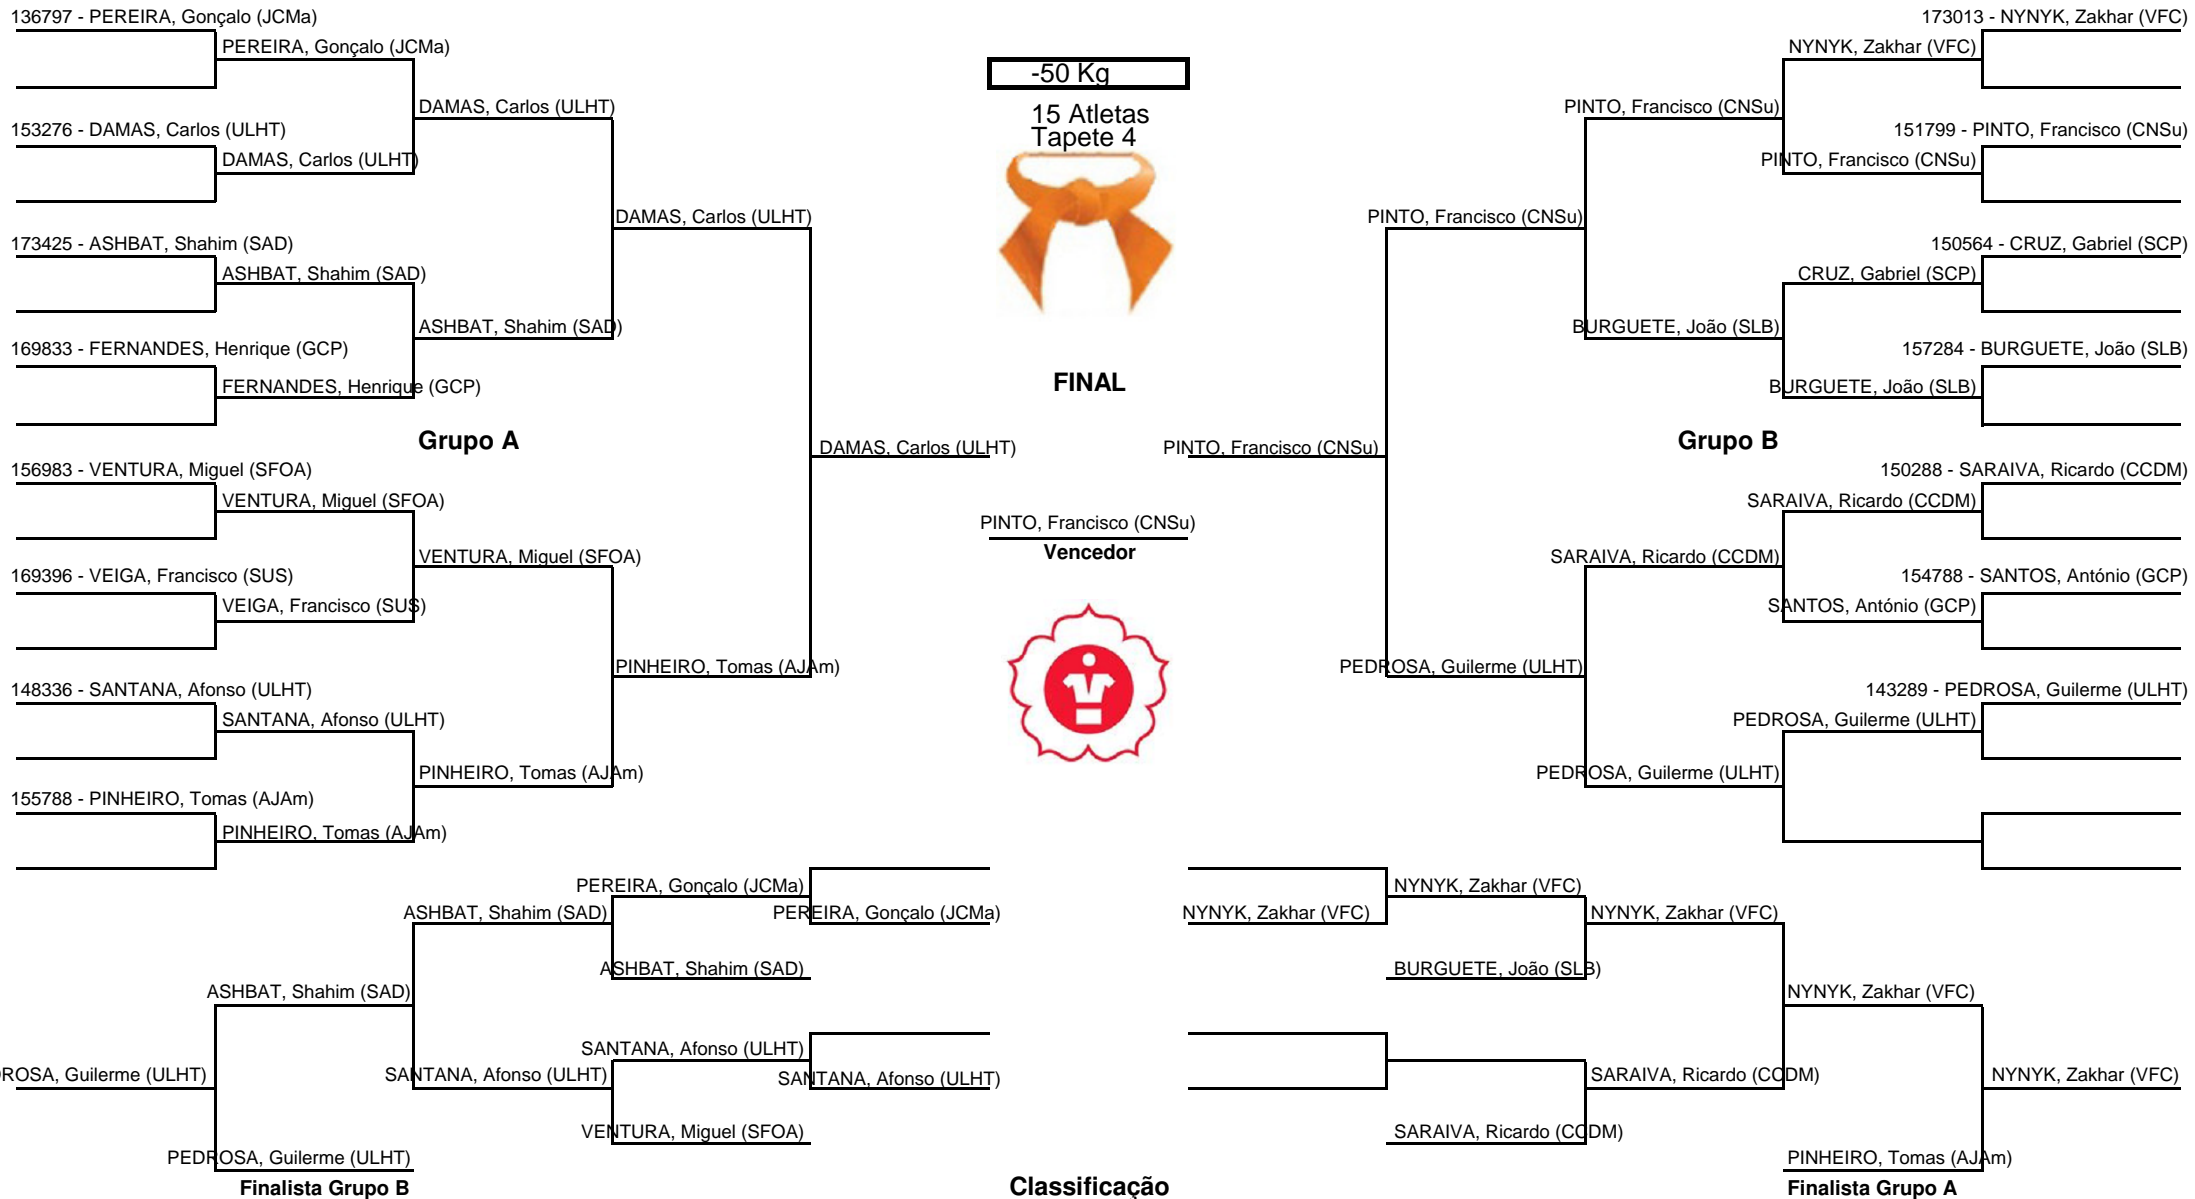 136797 - PEREIRA, Gonçalo (JCMa)
PEREIRA, Gonçalo (JCMa)
DAMAS, Carlos (ULHT)
153276 - DAMAS, Carlos (ULHT)
DAMAS, Carlos (ULHT)
DAMAS, Carlos (ULHT)
173425 - ASHBAT, Shahim (SAD)
ASHBAT, Shahim (SAD)
ASHBAT, Shahim (SAD)
169833 - FERNANDES, Henrique (GCP)
FERNANDES, Henrique (GCP)
Grupo A
DAMAS, Carlos (ULHT)
156983 - VENTURA, Miguel (SFOA)
VENTURA, Miguel (SFOA)
VENTURA, Miguel (SFOA)
169396 - VEIGA, Francisco (SUS)
VEIGA, Francisco (SUS)
PINHEIRO, Tomas (AJAm)
148336 - SANTANA, Afonso (ULHT)
SANTANA, Afonso (ULHT)
PINHEIRO, Tomas (AJAm)
155788 - PINHEIRO, Tomas (AJAm)
PINHEIRO, Tomas (AJAm)
-50 Kg
15 Atletas
Tapete 4
FINAL
PINTO, Francisco (CNSu)
Vencedor
173013 - NYNYK, Zakhar (VFC)
NYNYK, Zakhar (VFC)
PINTO, Francisco (CNSu)
151799 - PINTO, Francisco (CNSu)
PINTO, Francisco (CNSu)
PINTO, Francisco (CNSu)
150564 - CRUZ, Gabriel (SCP)
CRUZ, Gabriel (SCP)
BURGUETE, João (SLB)
157284 - BURGUETE, João (SLB)
BURGUETE, João (SLB)
Grupo B
PINTO, Francisco (CNSu)
150288 - SARAIVA, Ricardo (CCDM)
SARAIVA, Ricardo (CCDM)
SARAIVA, Ricardo (CCDM)
154788 - SANTOS, António (GCP)
SANTOS, António (GCP)
PEDROSA, Guilerme (ULHT)
143289 - PEDROSA, Guilerme (ULHT)
PEDROSA, Guilerme (ULHT)
PEDROSA, Guilerme (ULHT)
PEREIRA, Gonçalo (JCMa)
ASHBAT, Shahim (SAD)
PEREIRA, Gonçalo (JCMa)
ASHBAT, Shahim (SAD)
ASHBAT, Shahim (SAD)
SANTANA, Afonso (ULHT)
ROSA, Guilerme (ULHT)
SANTANA, Afonso (ULHT)
SANTANA, Afonso (ULHT)
VENTURA, Miguel (SFOA)
PEDROSA, Guilerme (ULHT)
Finalista Grupo B
NYNYK, Zakhar (VFC)
NYNYK, Zakhar (VFC)
NYNYK, Zakhar (VFC)
BURGUETE, João (SLB)
NYNYK, Zakhar (VFC)
SARAIVA, Ricardo (CCDM)
NYNYK, Zakhar (VFC)
SARAIVA, Ricardo (CCDM)
PINHEIRO, Tomas (AJAm)
Finalista Grupo A
Classificação